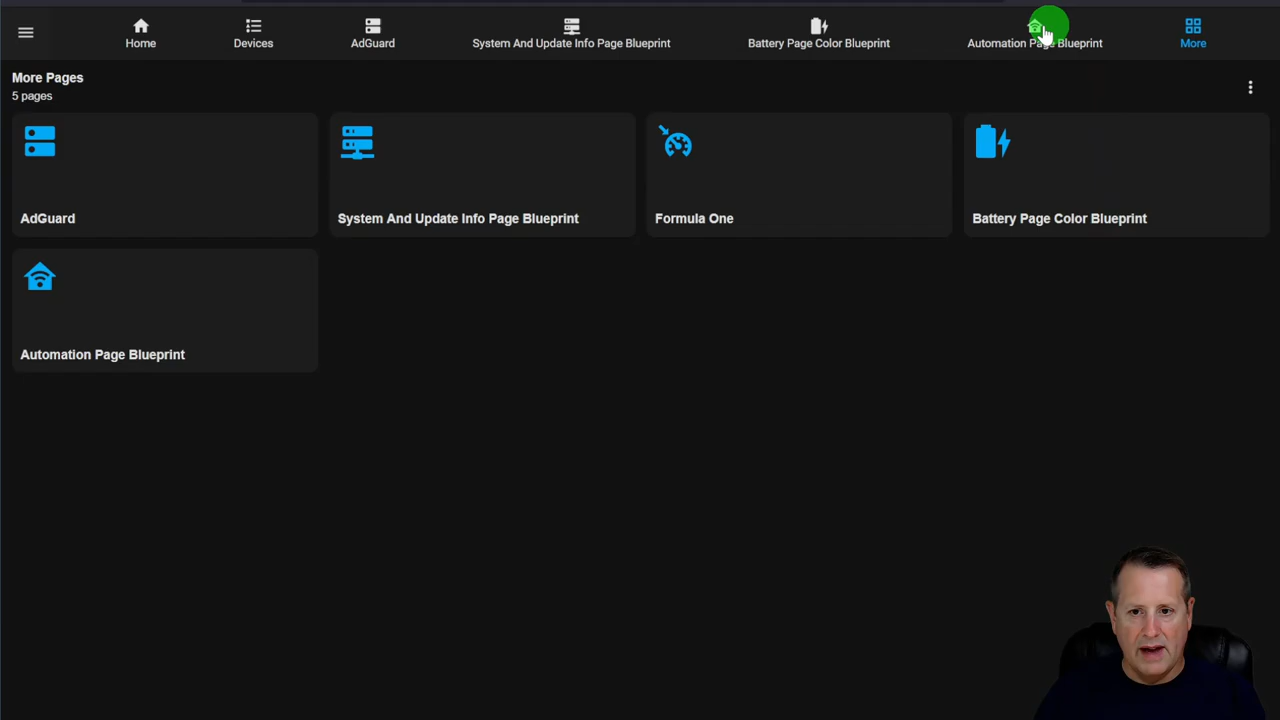 Home
Devices
AdGuard
System And Update Info Page Blueprint
Battery Page Color Blueprint
Automation Page Blueprint
More
More Pages
5 pages
AdGuard
System And Update Info Page Blueprint
Formula One
Battery Page Color Blueprint
Automation Page Blueprint